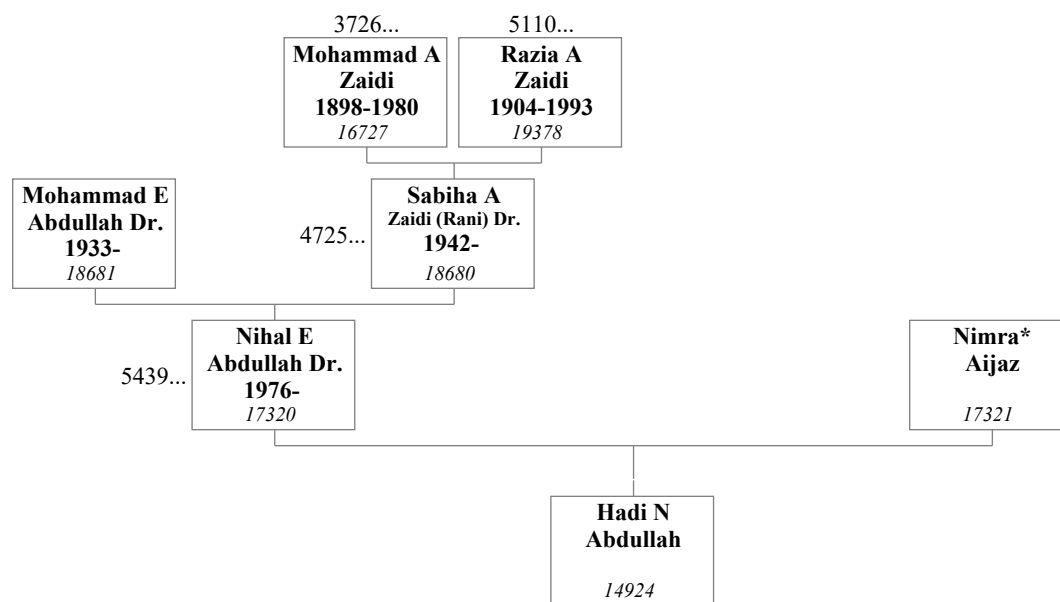 3726...
5110...
Mohammad A
Zaidi
1898-1980
16727
Razia A
Zaidi
1904-1993
19378
Mohammad E
Abdullah Dr.
1933-
18681
4725...
Sabiha A
Zaidi (Rani) Dr.
1942-
18680
5439...
Nihal E
Abdullah Dr.
1976-
17320
Nimra*
Aijaz
17321
Hadi N
Abdullah
14924